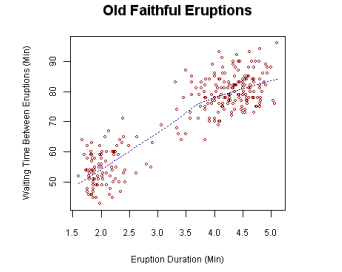 Old Faithful Eruptions
Waiting Time Between Eruptions (Min)
90
80
70
60
50
1.5 2.0 2.5 3.0 3.5 4.0 4.5 5.0
Eruption Duration (Min)